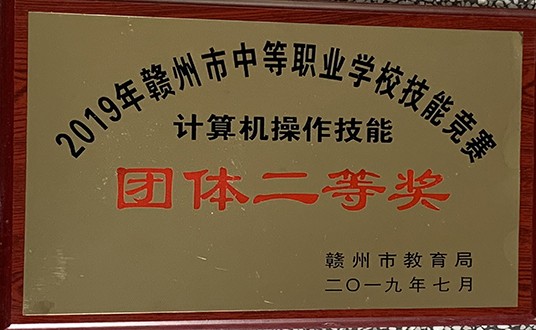 2019年赣州市中等职业学校技能竞赛
计算机操作技能
团体二等奖
赣州市教育局
二〇一九年七月